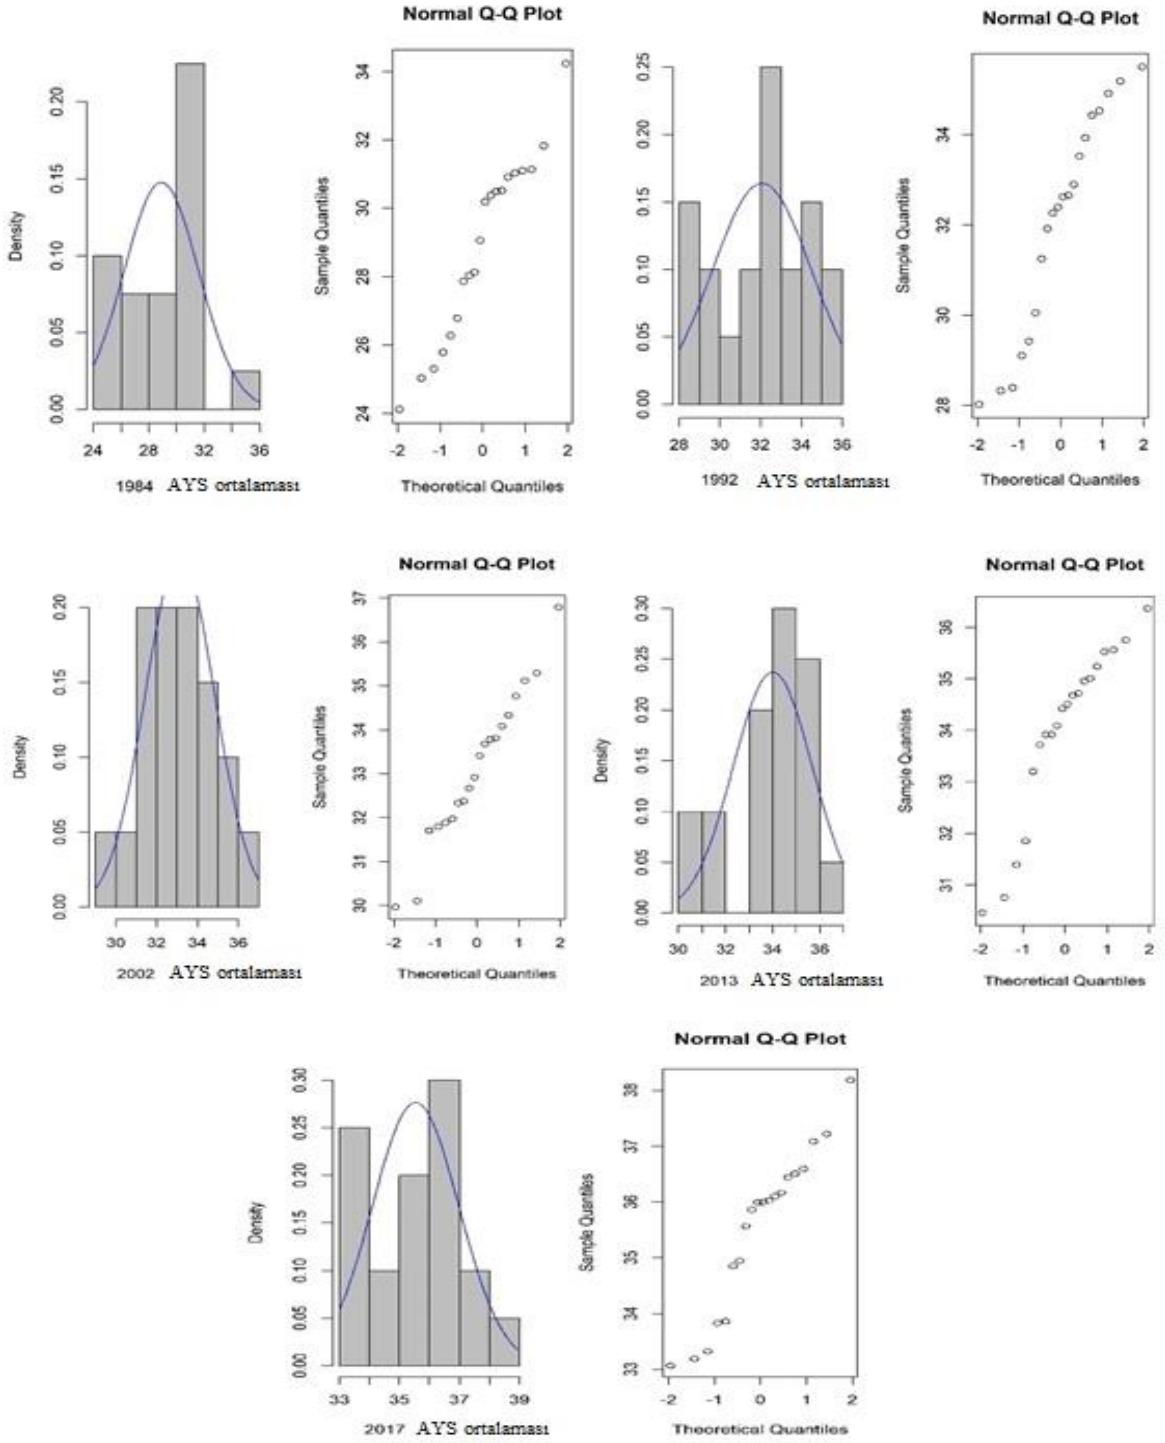 Normal Q-Q Plot
Density
0.00 0.05 0.10 0.15 0.20
24 28 32 36
1984 AYS ortalaması
Sample Quantiles
24 26 28 30 32 34
-2 -1 0 1 2
Theoretical Quantiles
Normal Q-Q Plot
0.00 0.05 0.10 0.15 0.20 0.25
28 30 32 34 36
1992 AYS ortalaması
Sample Quantiles
28 30 32 34
-2 -1 0 1 2
Theoretical Quantiles
Normal Q-Q Plot
Density
0.00 0.05 0.10 0.15 0.20
30 32 34 36
2002 AYS ortalaması
Sample Quantiles
30 31 32 33 34 35 36 37
-2 -1 0 1 2
Theoretical Quantiles
Normal Q-Q Plot
Density
0.00 0.05 0.10 0.15 0.20 0.25 0.30
30 32 34 36
2013 AYS ortalaması
Sample Quantiles
31 32 33 34 35 36
-2 -1 0 1 2
Theoretical Quantiles
Normal Q-Q Plot
Density
0.00 0.05 0.10 0.15 0.20 0.25 0.30
33 35 37 39
2017 AYS ortalaması
Sample Quantiles
33 34 35 36 37 38
-2 -1 0 1 2
Theoretical Quantiles